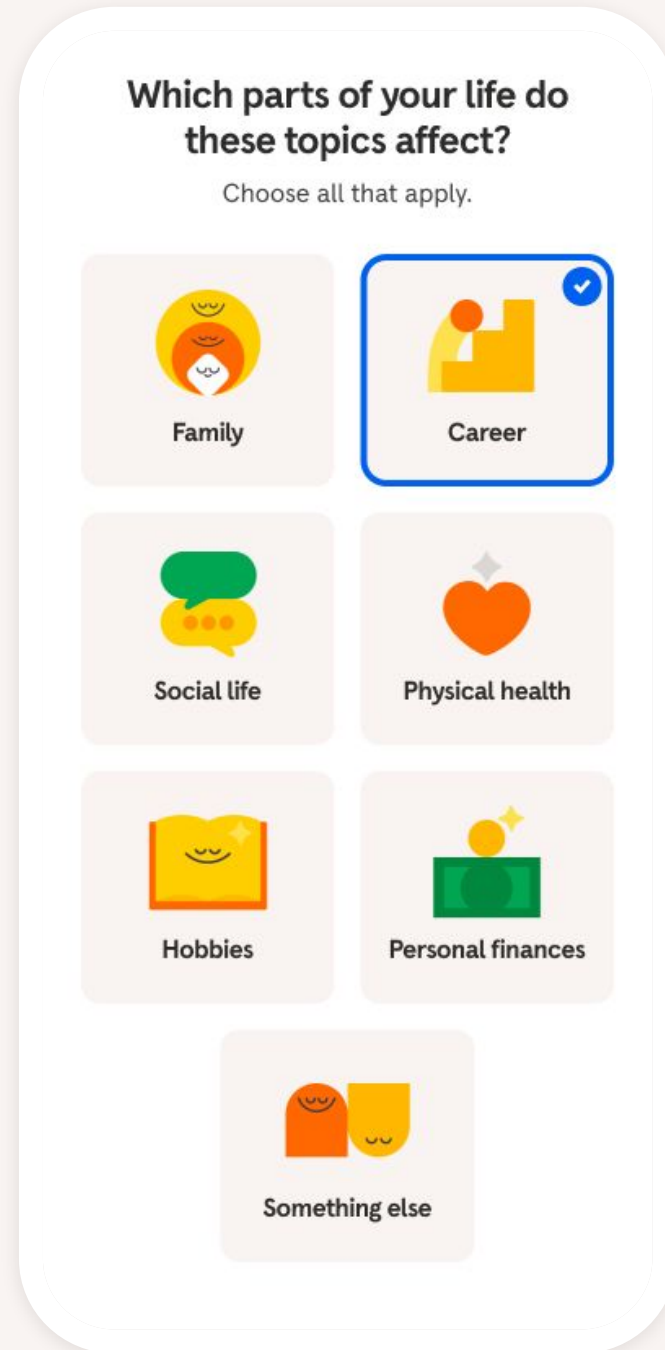 Which parts of your life do
these topics affect?
Choose all that apply.
Family
Career
Social life
Physical health
Hobbies
Personal finances
Something else